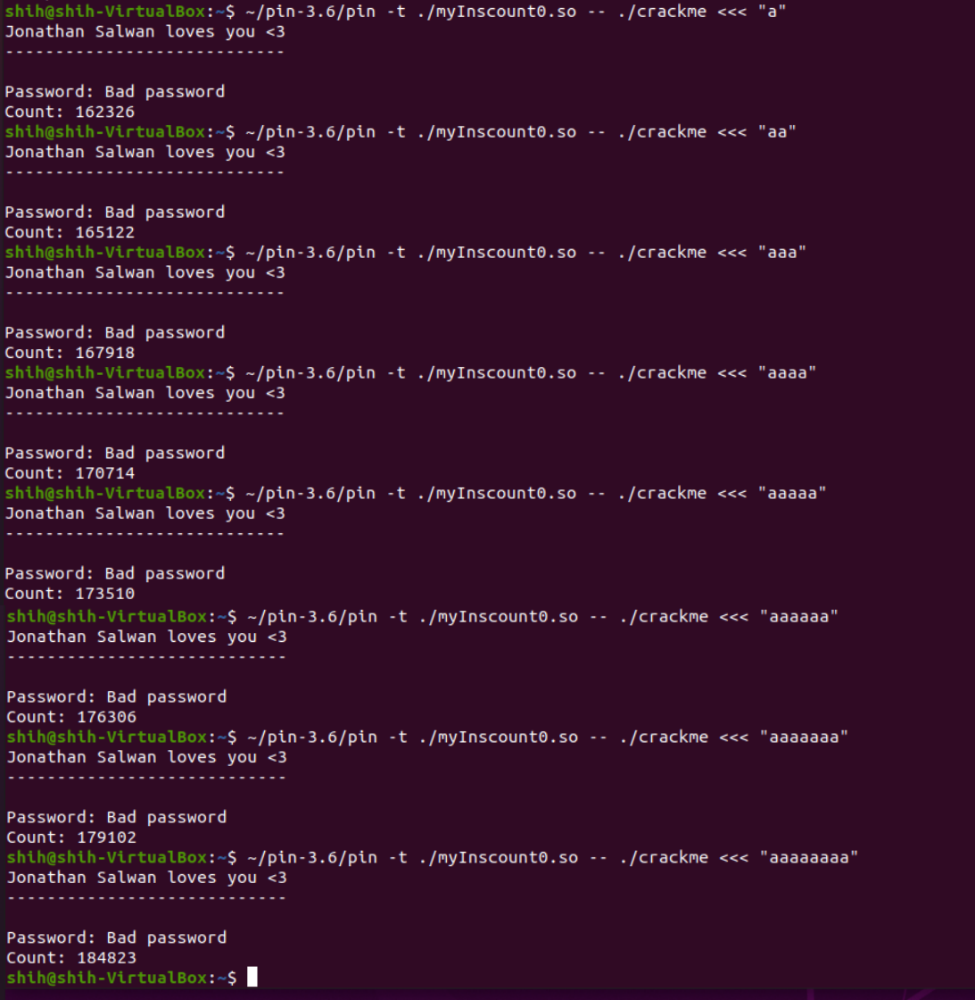 shih@shih-VirtualBox:~$ ~/pin-3.6/pin -t ./myInscount0.so -- ./crackme <<< "a"
Jonathan Salwan loves you <3
----------------------------
Password: Bad password
Count: 162326
shih@shih-VirtualBox:~$ ~/pin-3.6/pin -t ./myInscount0.so -- ./crackme <<< "aa"
Jonathan Salwan loves you <3
----------------------------
Password: Bad password
Count: 165122
shih@shih-VirtualBox:~$ ~/pin-3.6/pin -t ./myInscount0.so -- ./crackme <<< "aaa"
Jonathan Salwan loves you <3
----------------------------
Password: Bad password
Count: 167918
shih@shih-VirtualBox:~$ ~/pin-3.6/pin -t ./myInscount0.so -- ./crackme <<< "aaaa"
Jonathan Salwan loves you <3
----------------------------
Password: Bad password
Count: 170714
shih@shih-VirtualBox:~$ ~/pin-3.6/pin -t ./myInscount0.so -- ./crackme <<< "aaaaa"
Jonathan Salwan loves you <3
----------------------------
Password: Bad password
Count: 173510
shih@shih-VirtualBox:~$ ~/pin-3.6/pin -t ./myInscount0.so -- ./crackme <<< "aaaaaa"
Jonathan Salwan loves you <3
----------------------------
Password: Bad password
Count: 176306
shih@shih-VirtualBox:~$ ~/pin-3.6/pin -t ./myInscount0.so -- ./crackme <<< "aaaaaaa"
Jonathan Salwan loves you <3
----------------------------
Password: Bad password
Count: 179102
shih@shih-VirtualBox:~$ ~/pin-3.6/pin -t ./myInscount0.so -- ./crackme <<< "aaaaaaaa"
Jonathan Salwan loves you <3
----------------------------
Password: Bad password
Count: 184823
shih@shih-VirtualBox:~$